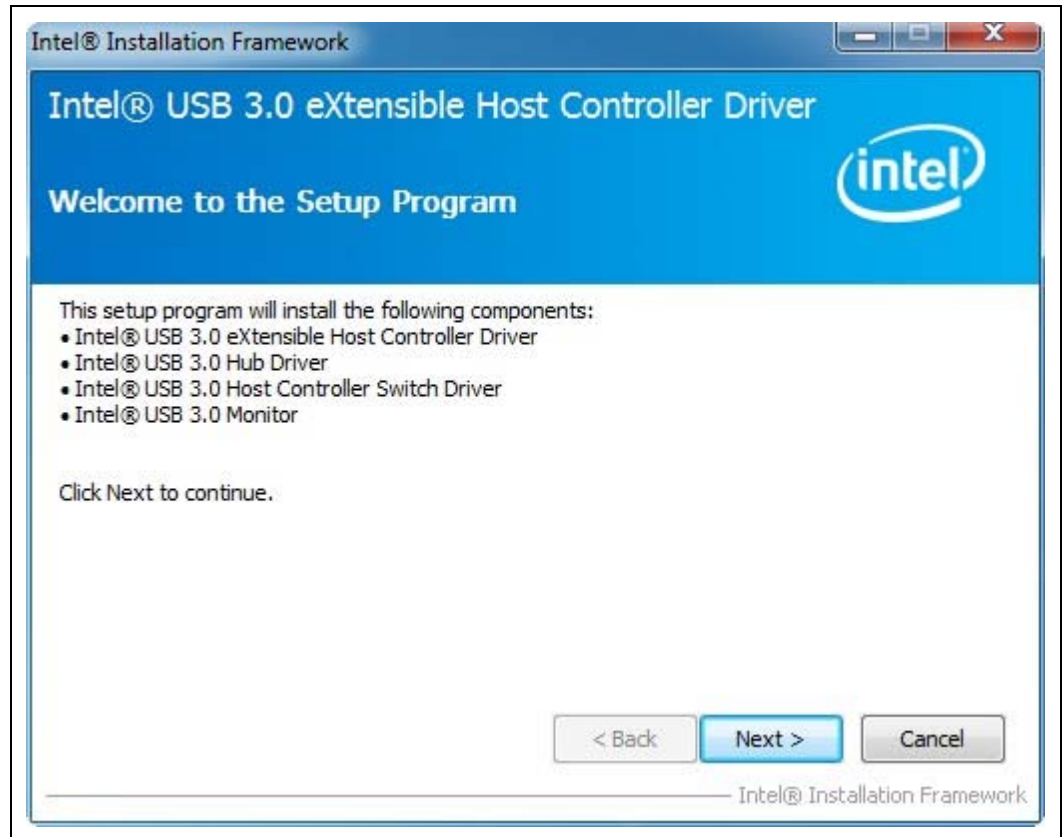 Intel® Installation Framework
Intel® USB 3.0 eXtensible Host Controller Driver
intel
Welcome to the Setup Program
This setup program will install the following components:
• Intel® USB 3.0 eXtensible Host Controller Driver
• Intel® USB 3.0 Hub Driver
• Intel® USB 3.0 Host Controller Switch Driver
• Intel® USB 3.0 Monitor
Click Next to continue.
< Back Next > Cancel
Intel® Installation Framework